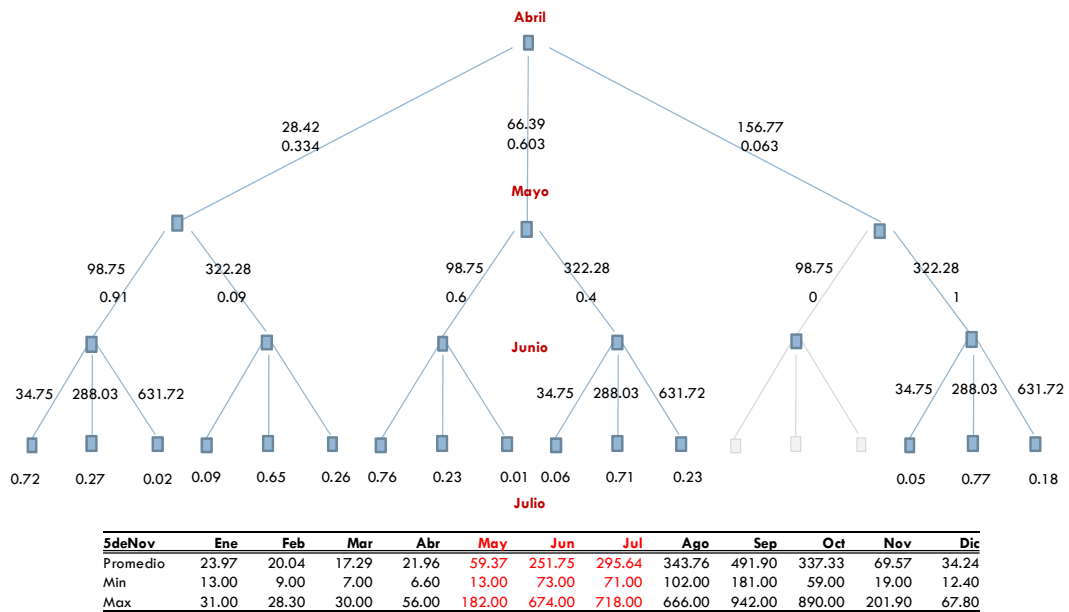 Abril
28.42 66.39 156.77
0.334 0.603 0.063
Mayo
98.75 322.28 98.75 322.28 98.75 322.28
0.91 0.09 0.6 0.4 0 1
Junio
34.75 288.03 631.72 34.75 288.03 631.72 34.75 288.03 631.72
0.72 0.27 0.02 0.09 0.65 0.26 0.76 0.23 0.01 0.06 0.71 0.23 0.05 0.77 0.18
Julio
5deNov Ene Feb Mar Abr May Jun Jul Ago Sep Oct Nov Dic
Promedio 23.97 20.04 17.29 21.96 59.37 251.75 295.64 343.76 491.90 337.33 69.57 34.24
Min 13.00 9.00 7.00 6.60 13.00 73.00 71.00 102.00 181.00 59.00 19.00 12.40
Max 31.00 28.30 30.00 56.00 182.00 674.00 718.00 666.00 942.00 890.00 201.90 67.80